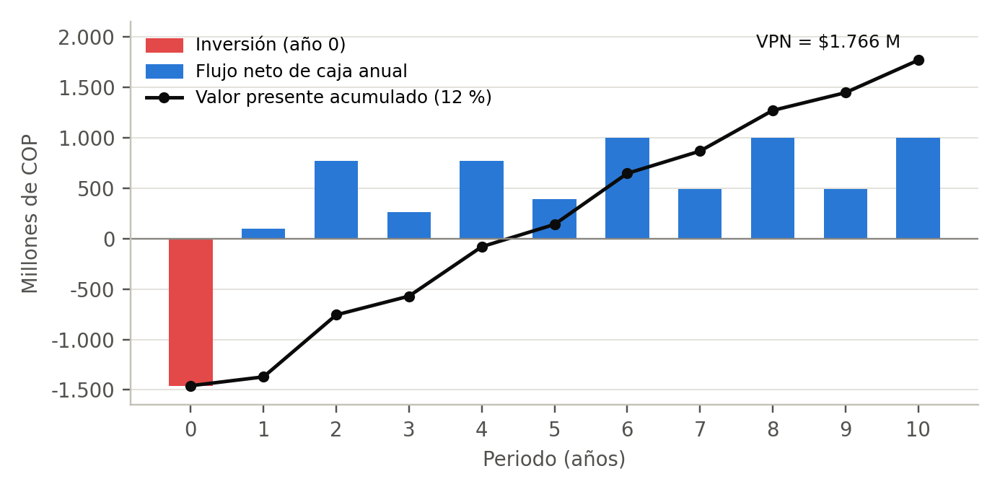 Inversión (año 0)
Flujo neto de caja anual
Valor presente acumulado (12 %)
VPN = $1.766 M
Millones de COP
2.000
1.500
1.000
500
0
-500
-1.000
-1.500
0 1 2 3 4 5 6 7 8 9 10
Periodo (años)